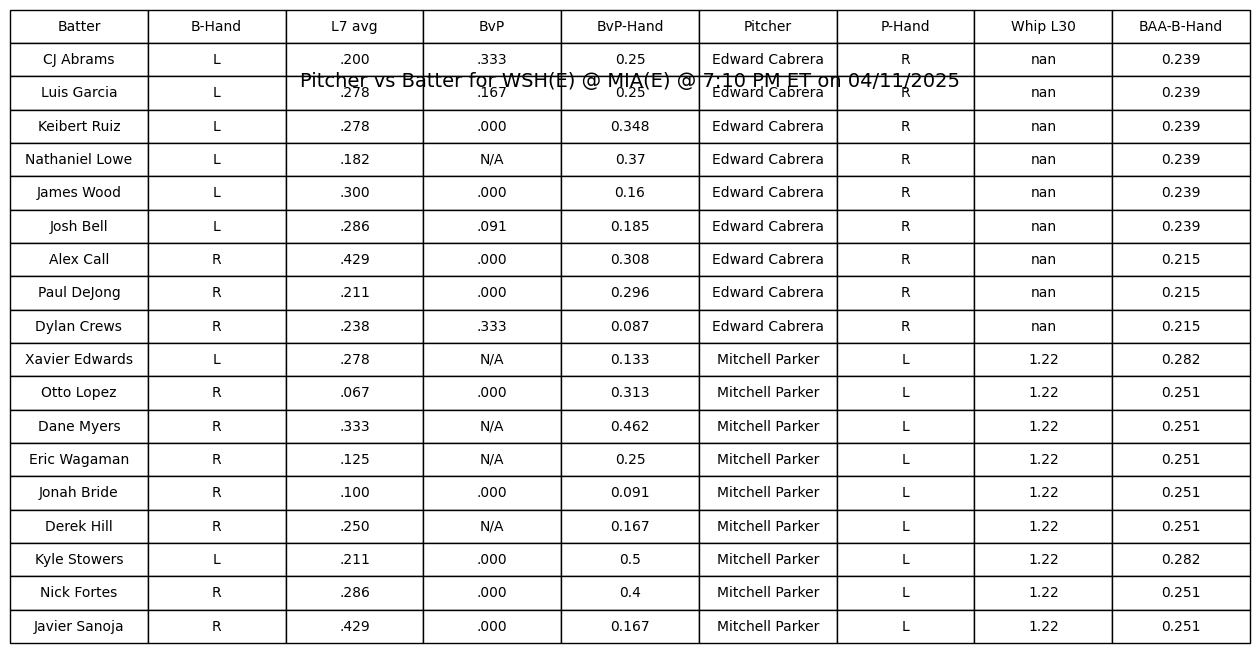 Batter B-Hand L7 avg BvP BvP-Hand Pitcher P-Hand Whip L30 BAA-B-Hand
CJ Abrams L .200 .333 0.25 Edward Cabrera R nan 0.239
Pitcher vs Batter for WSH(E) @ MIA(E) @ 7:10 PM ET on 04/11/2025
Luis Garcia L .278 .167 0.25 Edward Cabrera R nan 0.239
Keibert Ruiz L .278 .000 0.348 Edward Cabrera R nan 0.239
Nathaniel Lowe L .182 N/A 0.37 Edward Cabrera R nan 0.239
James Wood L .300 .000 0.16 Edward Cabrera R nan 0.239
Josh Bell L .286 .091 0.185 Edward Cabrera R nan 0.239
Alex Call R .429 .000 0.308 Edward Cabrera R nan 0.215
Paul DeJong R .211 .000 0.296 Edward Cabrera R nan 0.215
Dylan Crews R .238 .333 0.087 Edward Cabrera R nan 0.215
Xavier Edwards L .278 N/A 0.133 Mitchell Parker L 1.22 0.282
Otto Lopez R .067 .000 0.313 Mitchell Parker L 1.22 0.251
Dane Myers R .333 N/A 0.462 Mitchell Parker L 1.22 0.251
Eric Wagaman R .125 N/A 0.25 Mitchell Parker L 1.22 0.251
Jonah Bride R .100 .000 0.091 Mitchell Parker L 1.22 0.251
Derek Hill R .250 N/A 0.167 Mitchell Parker L 1.22 0.251
Kyle Stowers L .211 .000 0.5 Mitchell Parker L 1.22 0.282
Nick Fortes R .286 .000 0.4 Mitchell Parker L 1.22 0.251
Javier Sanoja R .429 .000 0.167 Mitchell Parker L 1.22 0.251